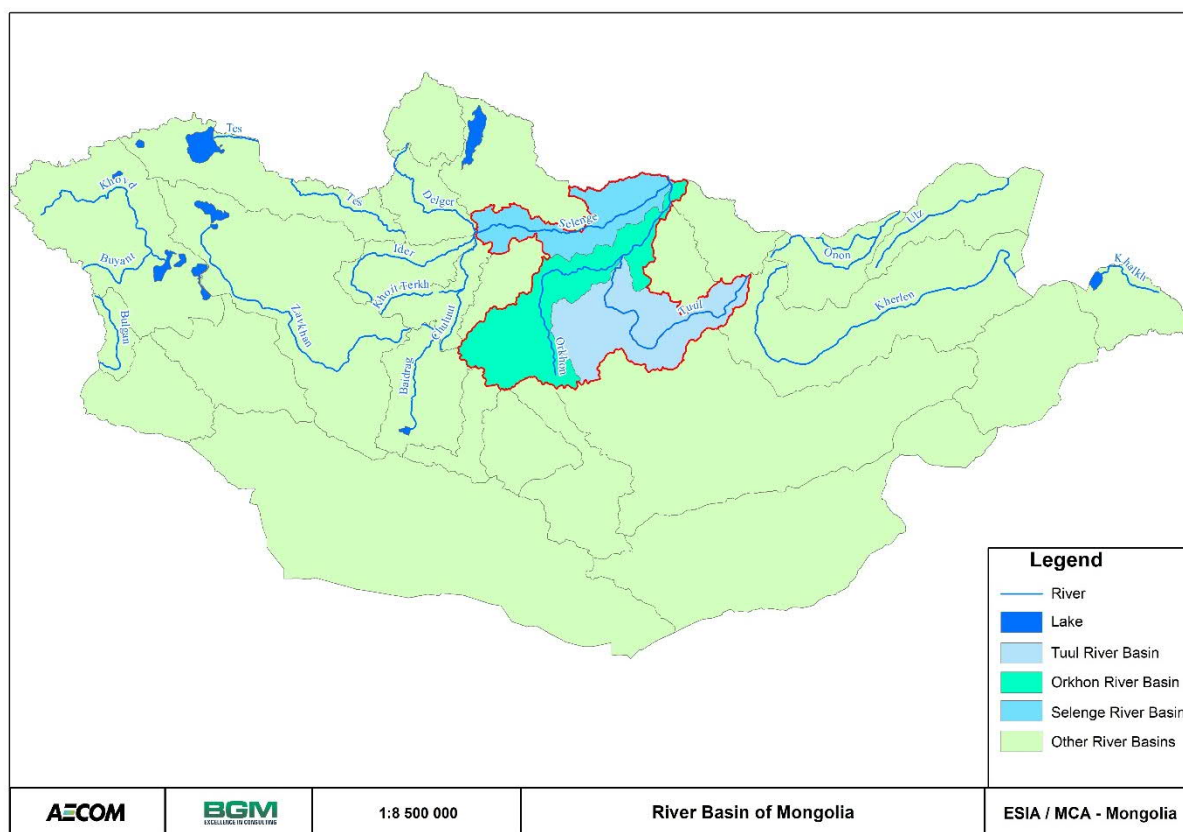 Tes
Khoid
Tes
Delger
Selenge
Ulz
Onon
Khalkh
Buyant
Ider
Khoit Terkh
Kherlen
Bulgan
Zavkhan
Chuluut
Tuul
Baidrag
Orkhon
Legend
River
Lake
Tuul River Basin
Orkhon River Basin
Selenge River Basin
Other River Basins
AECOM
BGM
EXCELLENCE IN CONSULTING
1:8 500 000
River Basin of Mongolia
ESIA / MCA - Mongolia